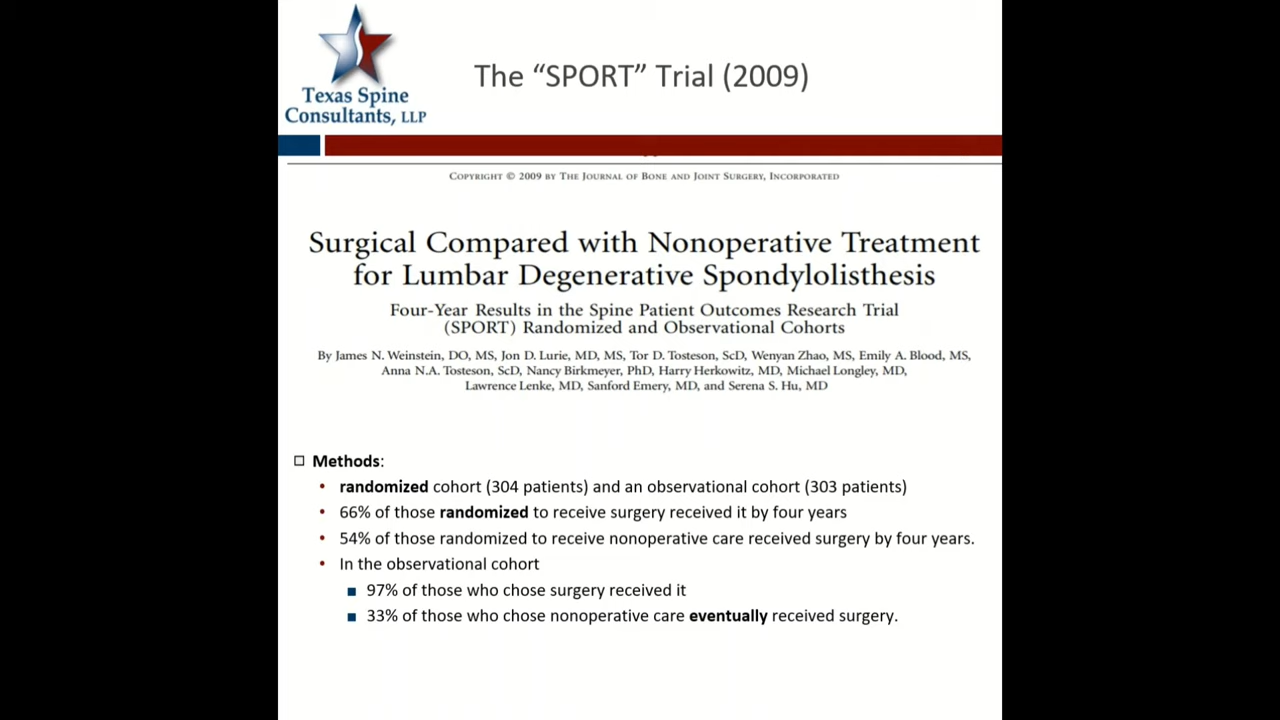 Texas Spine
Consultants, LLP
The “SPORT” Trial (2009)
Copyright © 2009 by The Journal of Bone and Joint Surgery, Incorporated
Surgical Compared with Nonoperative Treatment
for Lumbar Degenerative Spondylolisthesis
Four-Year Results in the Spine Patient Outcomes Research Trial
(SPORT) Randomized and Observational Cohorts
By James N. Weinstein, DO, MS, Jon D. Lurie, MD, MS, Tor D. Tosteson, ScD, Wenyan Zhao, MS, Emily A. Blood, MS,
Anna N.A. Tosteson, ScD, Nancy Birkmeyer, PhD, Harry Herkowitz, MD, Michael Longley, MD,
Lawrence Lenke, MD, Sanford Emery, MD, and Serena S. Hu, MD
Methods:
• randomized cohort (304 patients) and an observational cohort (303 patients)
• 66% of those randomized to receive surgery received it by four years
• 54% of those randomized to receive nonoperative care received surgery by four years.
• In the observational cohort
■ 97% of those who chose surgery received it
■ 33% of those who chose nonoperative care eventually received surgery.